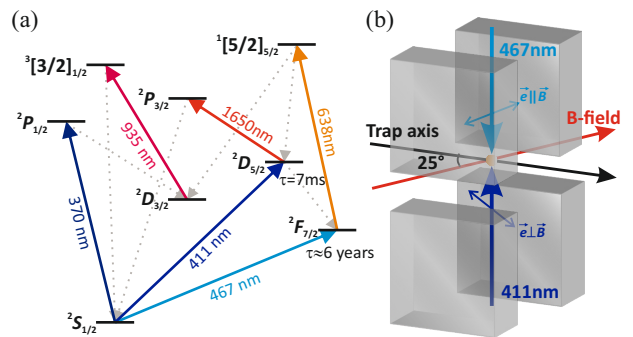 (a)
¹[5/2]₅/₂
³[3/2]₁/₂
²P₃/₂
²P₁/₂
1650nm
638nm
935 nm
²D₅/₂
τ=7ms
²D₃/₂
370 nm
411 nm
²F₇/₂
τ≈6 years
467 nm
²S₁/₂
(b)
467nm
e⃗∥B⃗
B-field
Trap axis
25°
e⃗⊥B⃗
411nm